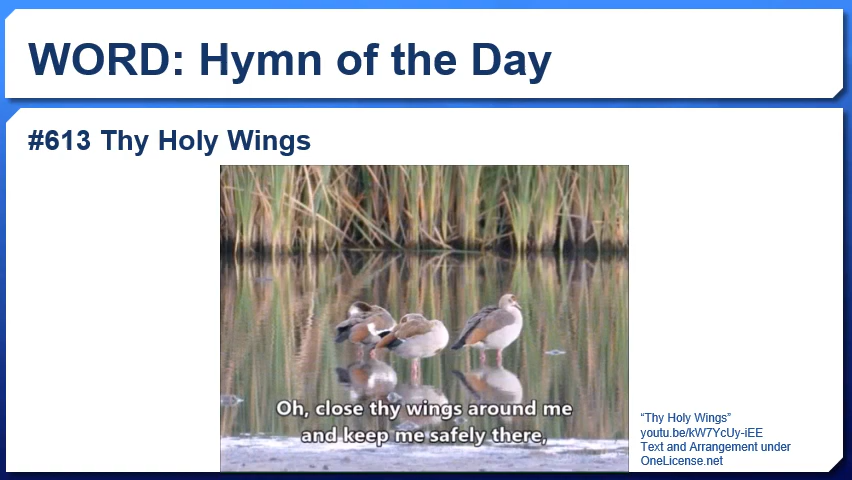 WORD: Hymn of the Day
#613 Thy Holy Wings
Oh, close thy wings around me
and keep me safely there,
“Thy Holy Wings”
youtu.be/kW7YcUy-iEE
Text and Arrangement under
OneLicense.net